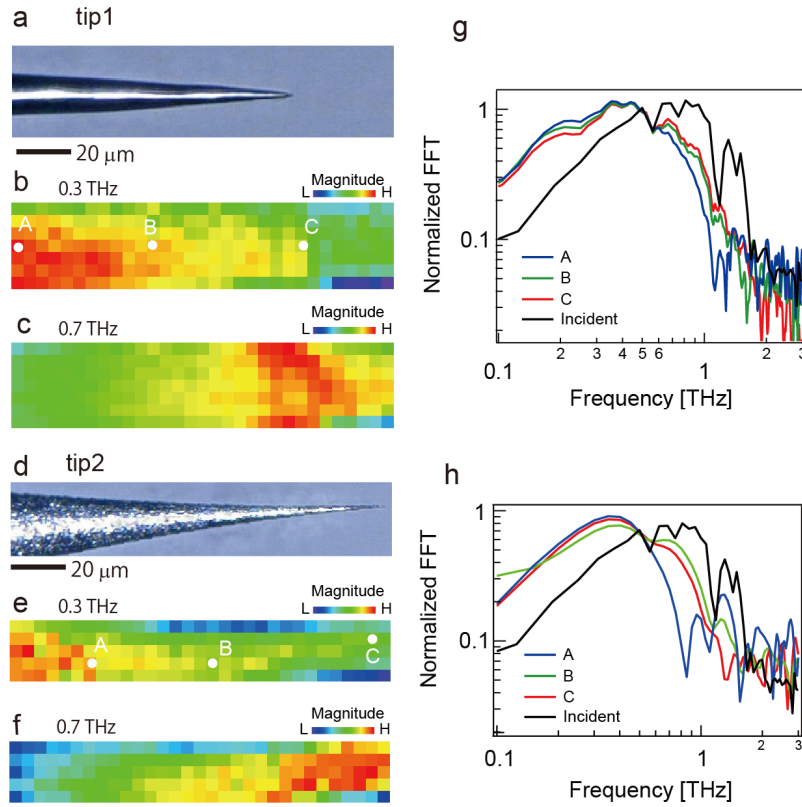 a tip1
20 μm
b 0.3 THz
Magnitude
L H
A B C
c 0.7 THz
Magnitude
L H
d tip2
20 μm
e 0.3 THz
Magnitude
L H
A B C
f 0.7 THz
Magnitude
L H
g
Normalized FFT
1
0.1
A
B
C
Incident
0.1 2 3 4 5 6 1 2 3
Frequency [THz]
h
Normalized FFT
1
0.1
A
B
C
Incident
0.1 1 2 3
Frequency [THz]